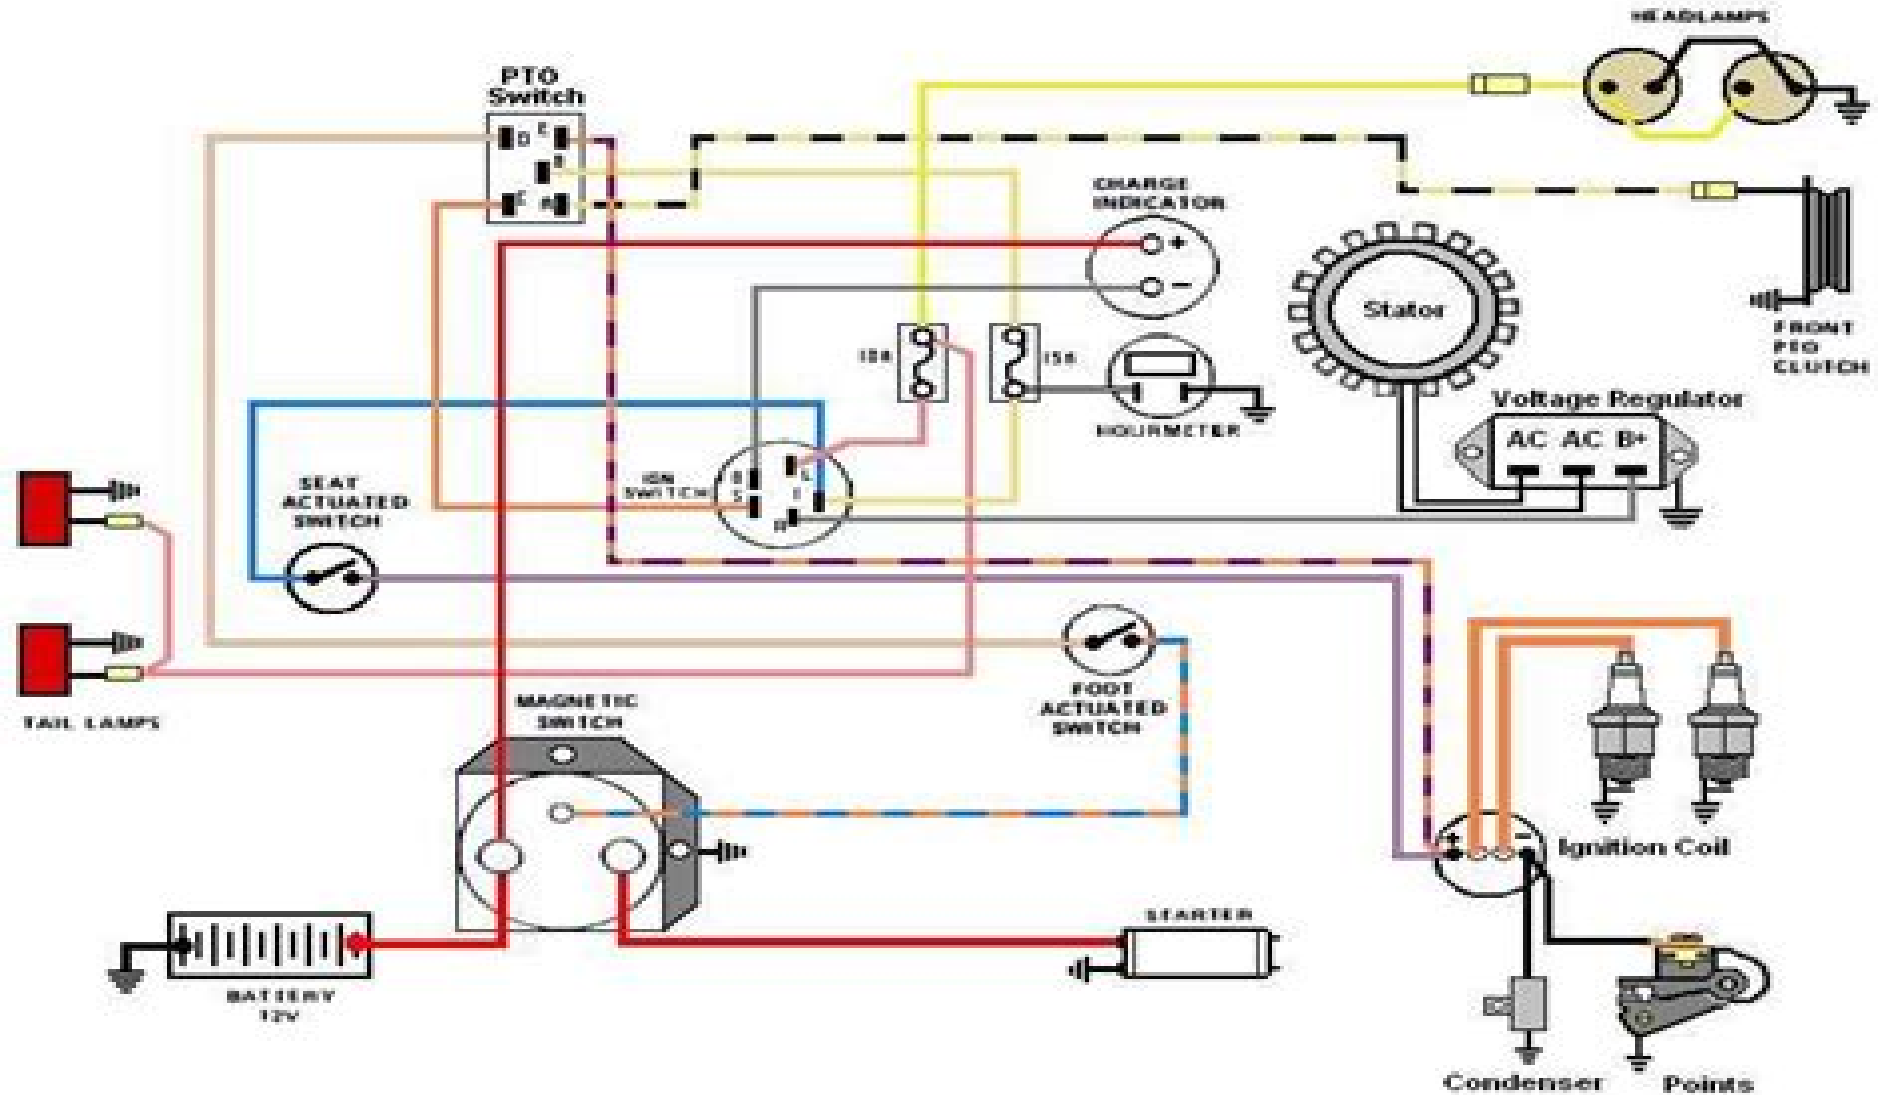 HEADLAMPS
PTO
Switch
D
E
B
C
A
CHARGE
INDICATOR
+
−
Stator
FRONT
PTO
CLUTCH
10A
15A
HOURMETER
Voltage Regulator
AC AC B+
IGN
SWITCH
B
L
S
I
SEAT
ACTUATED
SWITCH
TAIL LAMPS
MAGNETIC
SWITCH
FOOT
ACTUATED
SWITCH
+
−
Ignition Coil
STARTER
BATTERY
12V
Condenser
Points